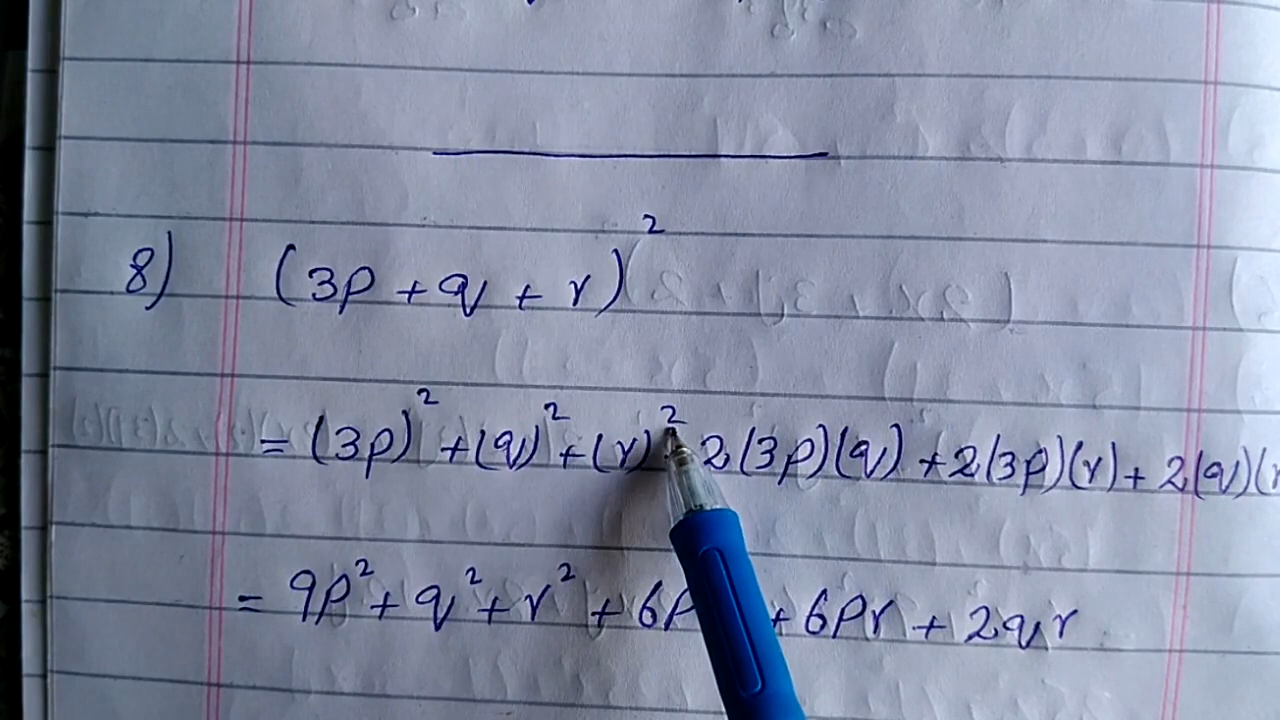 8) (3p + q + r)²
= (3p)² + (q)² + (r)² 2(3p)(q) + 2(3p)(r) + 2(q)(
= 9p² + q² + r² + 6p + 6pr + 2qr